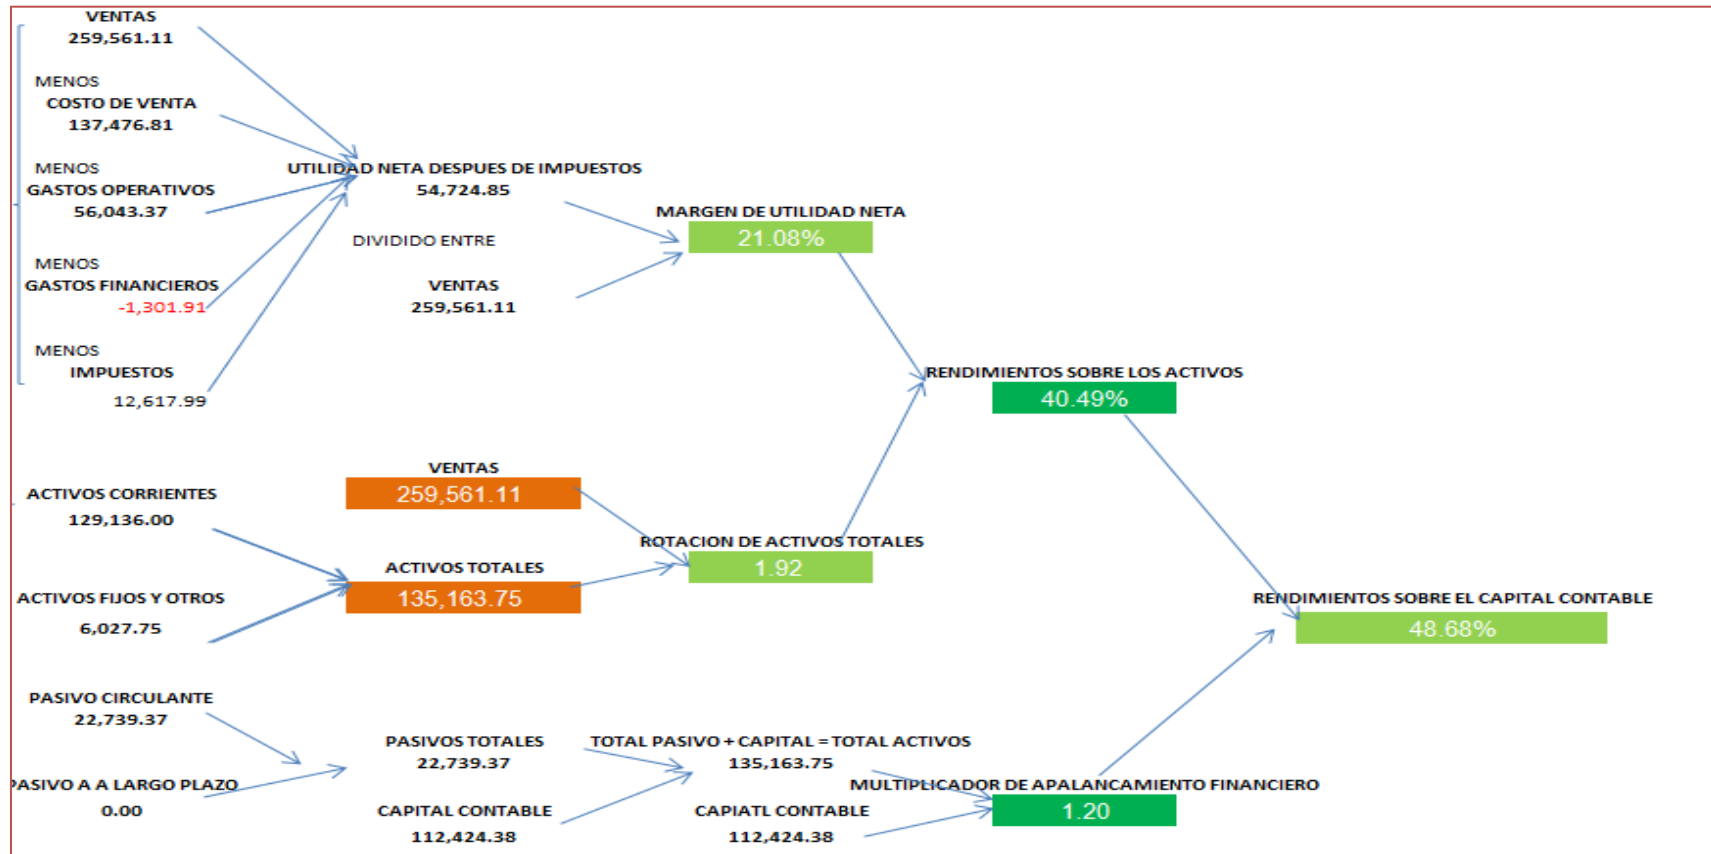 VENTAS
259,561.11
MENOS
COSTO DE VENTA
137,476.81
MENOS
GASTOS OPERATIVOS
56,043.37
MENOS
GASTOS FINANCIEROS
-1,301.91
MENOS
IMPUESTOS
12,617.99
UTILIDAD NETA DESPUES DE IMPUESTOS
54,724.85
DIVIDIDO ENTRE
VENTAS
259,561.11
MARGEN DE UTILIDAD NETA
21.08%
RENDIMIENTOS SOBRE LOS ACTIVOS
40.49%
ACTIVOS CORRIENTES
129,136.00
ACTIVOS FIJOS Y OTROS
6,027.75
VENTAS
259,561.11
ACTIVOS TOTALES
135,163.75
ROTACION DE ACTIVOS TOTALES
1.92
RENDIMIENTOS SOBRE EL CAPITAL CONTABLE
48.68%
PASIVO CIRCULANTE
22,739.37
PASIVO A A LARGO PLAZO
0.00
PASIVOS TOTALES
22,739.37
CAPITAL CONTABLE
112,424.38
TOTAL PASIVO + CAPITAL = TOTAL ACTIVOS
135,163.75
CAPIATL CONTABLE
112,424.38
MULTIPLICADOR DE APALANCAMIENTO FINANCIERO
1.20